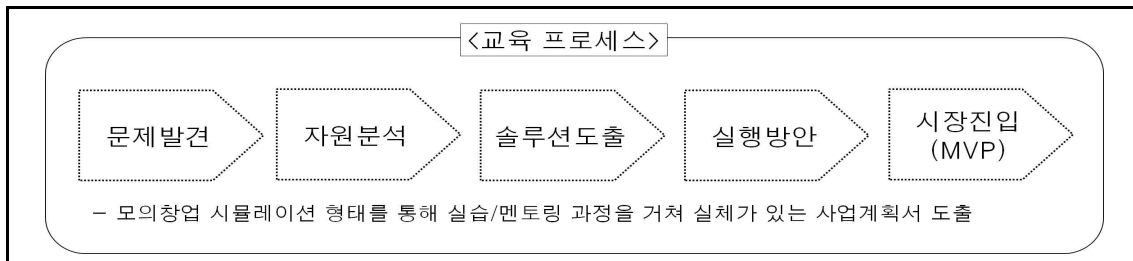 <교육 프로세스>
문제발견
자원분석
솔루션도출
실행방안
시장진입
(MVP)
- 모의창업 시뮬레이션 형태를 통해 실습/멘토링 과정을 거쳐 실체가 있는 사업계획서 도출